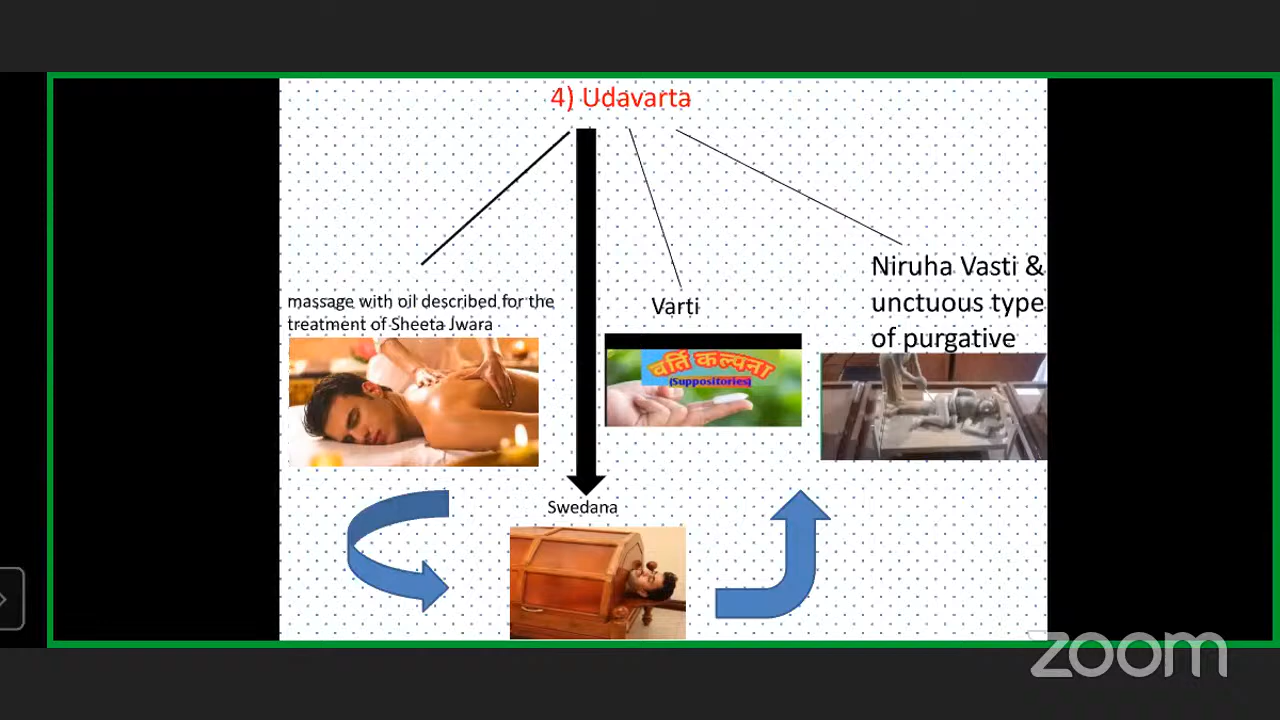 4) Udavarta
massage with oil described for the
treatment of Sheeta Jwara
Varti
वर्ति कल्पना
(Suppositories)
Niruha Vasti &
unctuous type
of purgative
Swedana
zoom